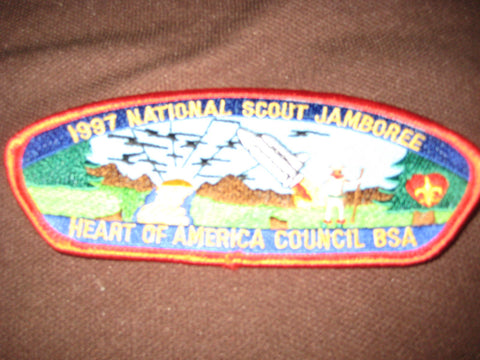 1997 NATIONAL SCOUT JAMBOREE
HEART OF AMERICA COUNCIL BSA